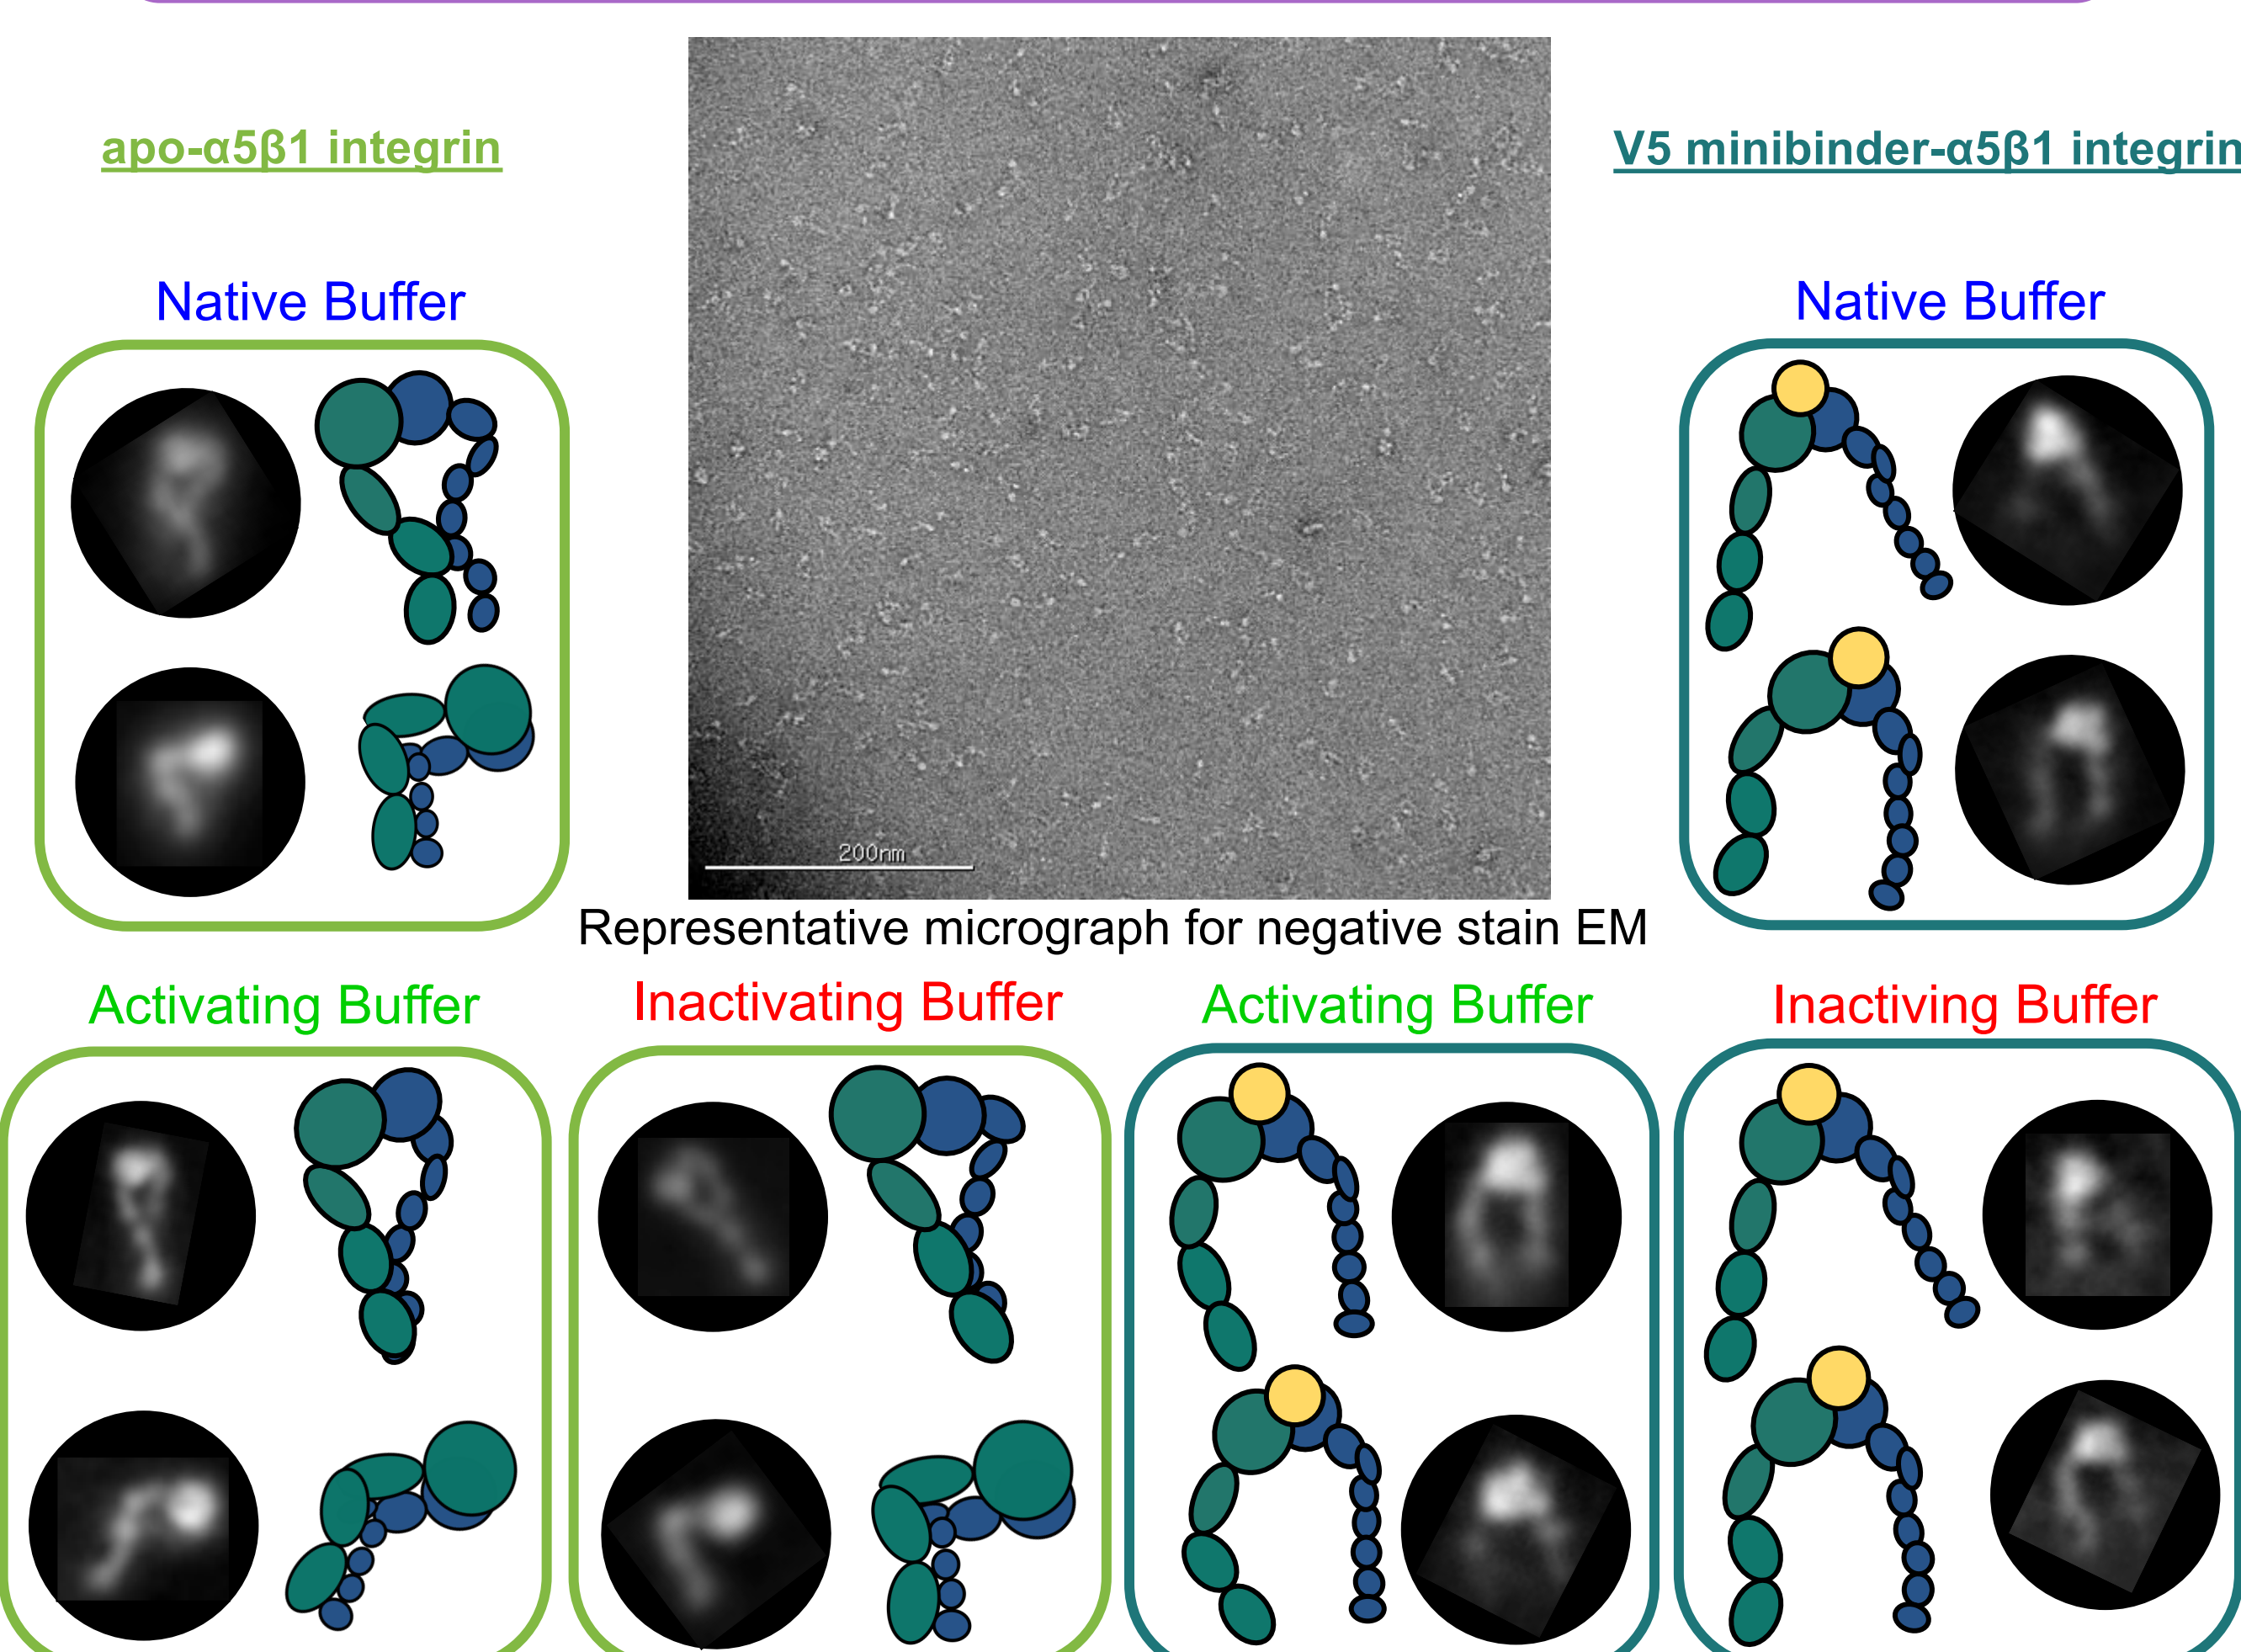 apo-α5β1 integrin
V5 minibinder-α5β1 integrin
Native Buffer
Native Buffer
200nm
Representative micrograph for negative stain EM
Activating Buffer
Inactivating Buffer
Activating Buffer
Inactiving Buffer